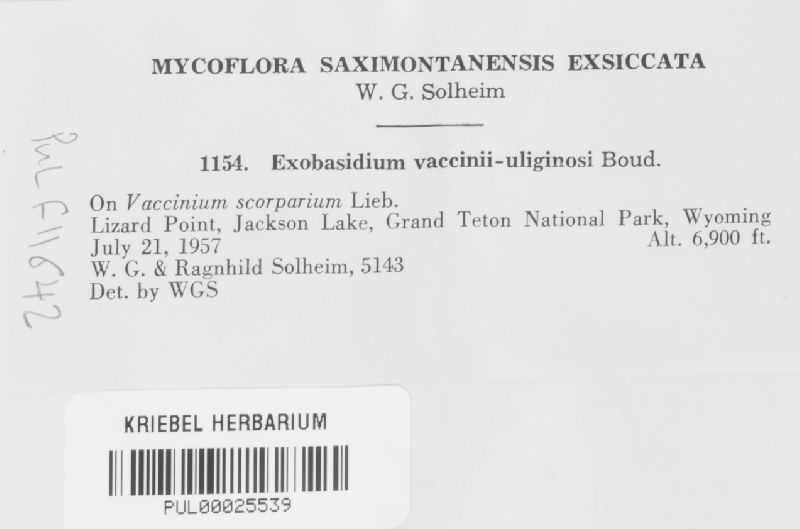 MYCOFLORA SAXIMONTANENSIS EXSICCATA
W. G. Solheim
1154. Exobasidium vaccinii-uliginosi Boud.
On Vaccinium scorparium Lieb.
Lizard Point, Jackson Lake, Grand Teton National Park, Wyoming
July 21, 1957 Alt. 6,900 ft.
W. G. & Ragnhild Solheim, 5143
Det. by WGS
PUL F11642
KRIEBEL HERBARIUM
PUL00025539